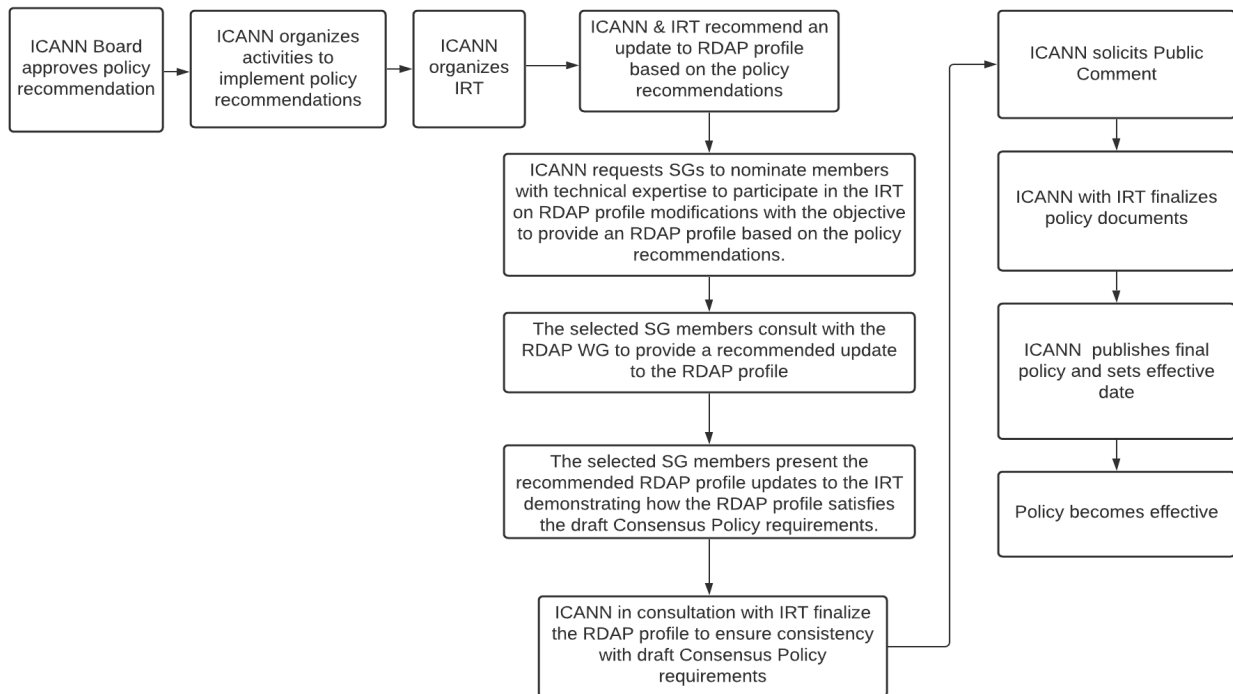 ICANN Board
approves policy
recommendation
ICANN organizes
activities to
implement policy
recommendations
ICANN
organizes
IRT
ICANN & IRT recommend an
update to RDAP profile
based on the policy
recommendations
ICANN requests SGs to nominate members
with technical expertise to participate in the IRT
on RDAP profile modifications with the objective
to provide an RDAP profile based on the policy
recommendations.
The selected SG members consult with the
RDAP WG to provide a recommended update
to the RDAP profile
The selected SG members present the
recommended RDAP profile updates to the IRT
demonstrating how the RDAP profile satisfies
the draft Consensus Policy requirements.
ICANN in consultation with IRT finalize
the RDAP profile to ensure consistency
with draft Consensus Policy
requirements
ICANN solicits Public
Comment
ICANN with IRT finalizes
policy documents
ICANN  publishes final
policy and sets effective
date
Policy becomes effective